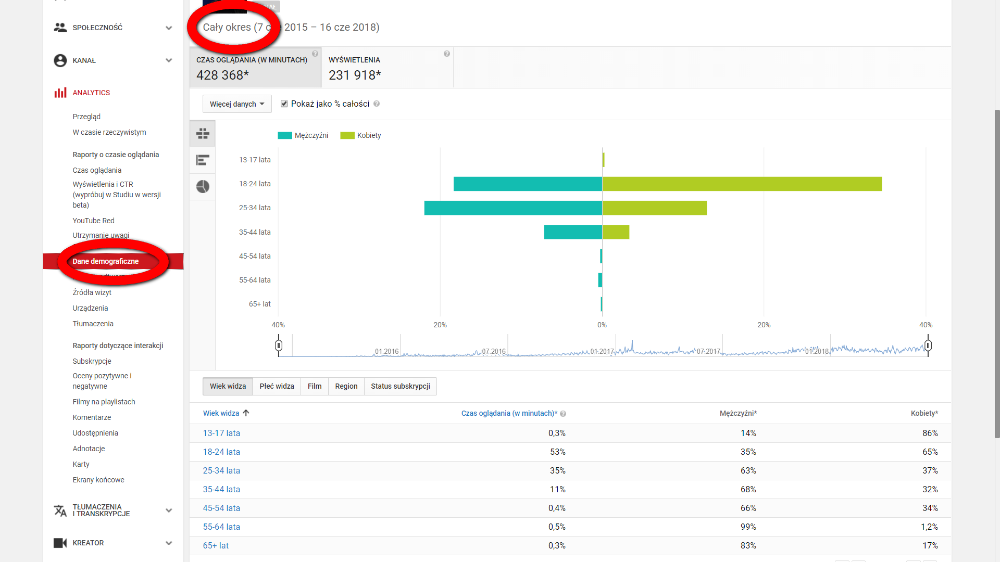 SPOŁECZNOŚĆ
KANAŁ
ANALYTICS
Przegląd
W czasie rzeczywistym
Raporty o czasie oglądania
Czas oglądania
Wyświetlenia i CTR
(wypróbuj w Studiu w wersji
beta)
YouTube Red
Utrzymanie uwagi
Dane demograficzne
Źródła wizyt
Urządzenia
Tłumaczenia
Raporty dotyczące interakcji
Subskrypcje
Oceny pozytywne i
negatywne
Filmy na playlistach
Komentarze
Udostępnienia
Adnotacje
Karty
Ekrany końcowe
TŁUMACZENIA
I TRANSKRYPCJE
KREATOR
Cały okres (7 cze 2015 – 16 cze 2018)
CZAS OGLĄDANIA (W MINUTACH) ?
428 368*
WYŚWIETLENIA ?
231 918*
Więcej danych
Pokaż jako % całości ?
Mężczyźni Kobiety
13-17 lata
18-24 lata
25-34 lata
35-44 lata
45-54 lata
55-64 lata
65+ lat
40% 20% 0% 20% 40%
01.2016 07.2016 01.2017 07.2017 01.2018
Wiek widza Płeć widza Film Region Status subskrypcji
Wiek widza Czas oglądania (w minutach)* ? Mężczyźni* Kobiety*
13-17 lata 0,3% 14% 86%
18-24 lata 53% 35% 65%
25-34 lata 35% 63% 37%
35-44 lata 11% 68% 32%
45-54 lata 0,4% 66% 34%
55-64 lata 0,5% 99% 1,2%
65+ lat 0,3% 83% 17%